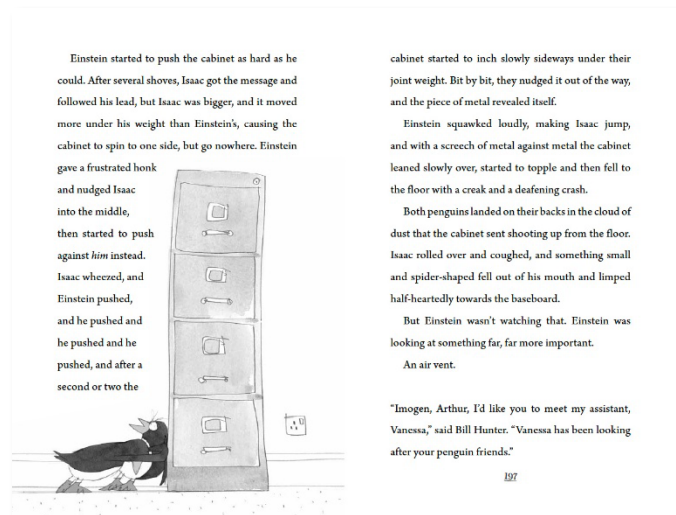 Einstein started to push the cabinet as hard as he
could. After several shoves, Isaac got the message and
followed his lead, but Isaac was bigger, and it moved
more under his weight than Einstein’s, causing the
cabinet to spin to one side, but go nowhere. Einstein
gave a frustrated honk
and nudged Isaac
into the middle,
then started to push
against him instead.
Isaac wheezed, and
Einstein pushed,
and he pushed and
he pushed and he
pushed, and after a
second or two the
cabinet started to inch slowly sideways under their
joint weight. Bit by bit, they nudged it out of the way,
and the piece of metal revealed itself.
Einstein squawked loudly, making Isaac jump,
and with a screech of metal against metal the cabinet
leaned slowly over, started to topple and then fell to
the floor with a creak and a deafening crash.
Both penguins landed on their backs in the cloud of
dust that the cabinet sent shooting up from the floor.
Isaac rolled over and coughed, and something small
and spider-shaped fell out of his mouth and limped
half-heartedly towards the baseboard.
But Einstein wasn’t watching that. Einstein was
looking at something far, far more important.
An air vent.
“Imogen, Arthur, I’d like you to meet my assistant,
Vanessa,” said Bill Hunter. “Vanessa has been looking
after your penguin friends.”
197